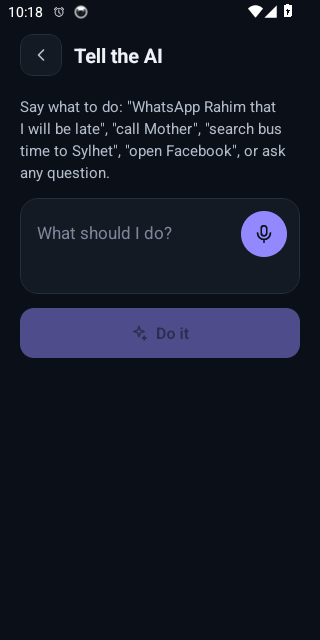 10:18
Tell the AI
Say what to do: "WhatsApp Rahim that
I will be late", "call Mother", "search bus
time to Sylhet", "open Facebook", or ask
any question.
What should I do?
Do it